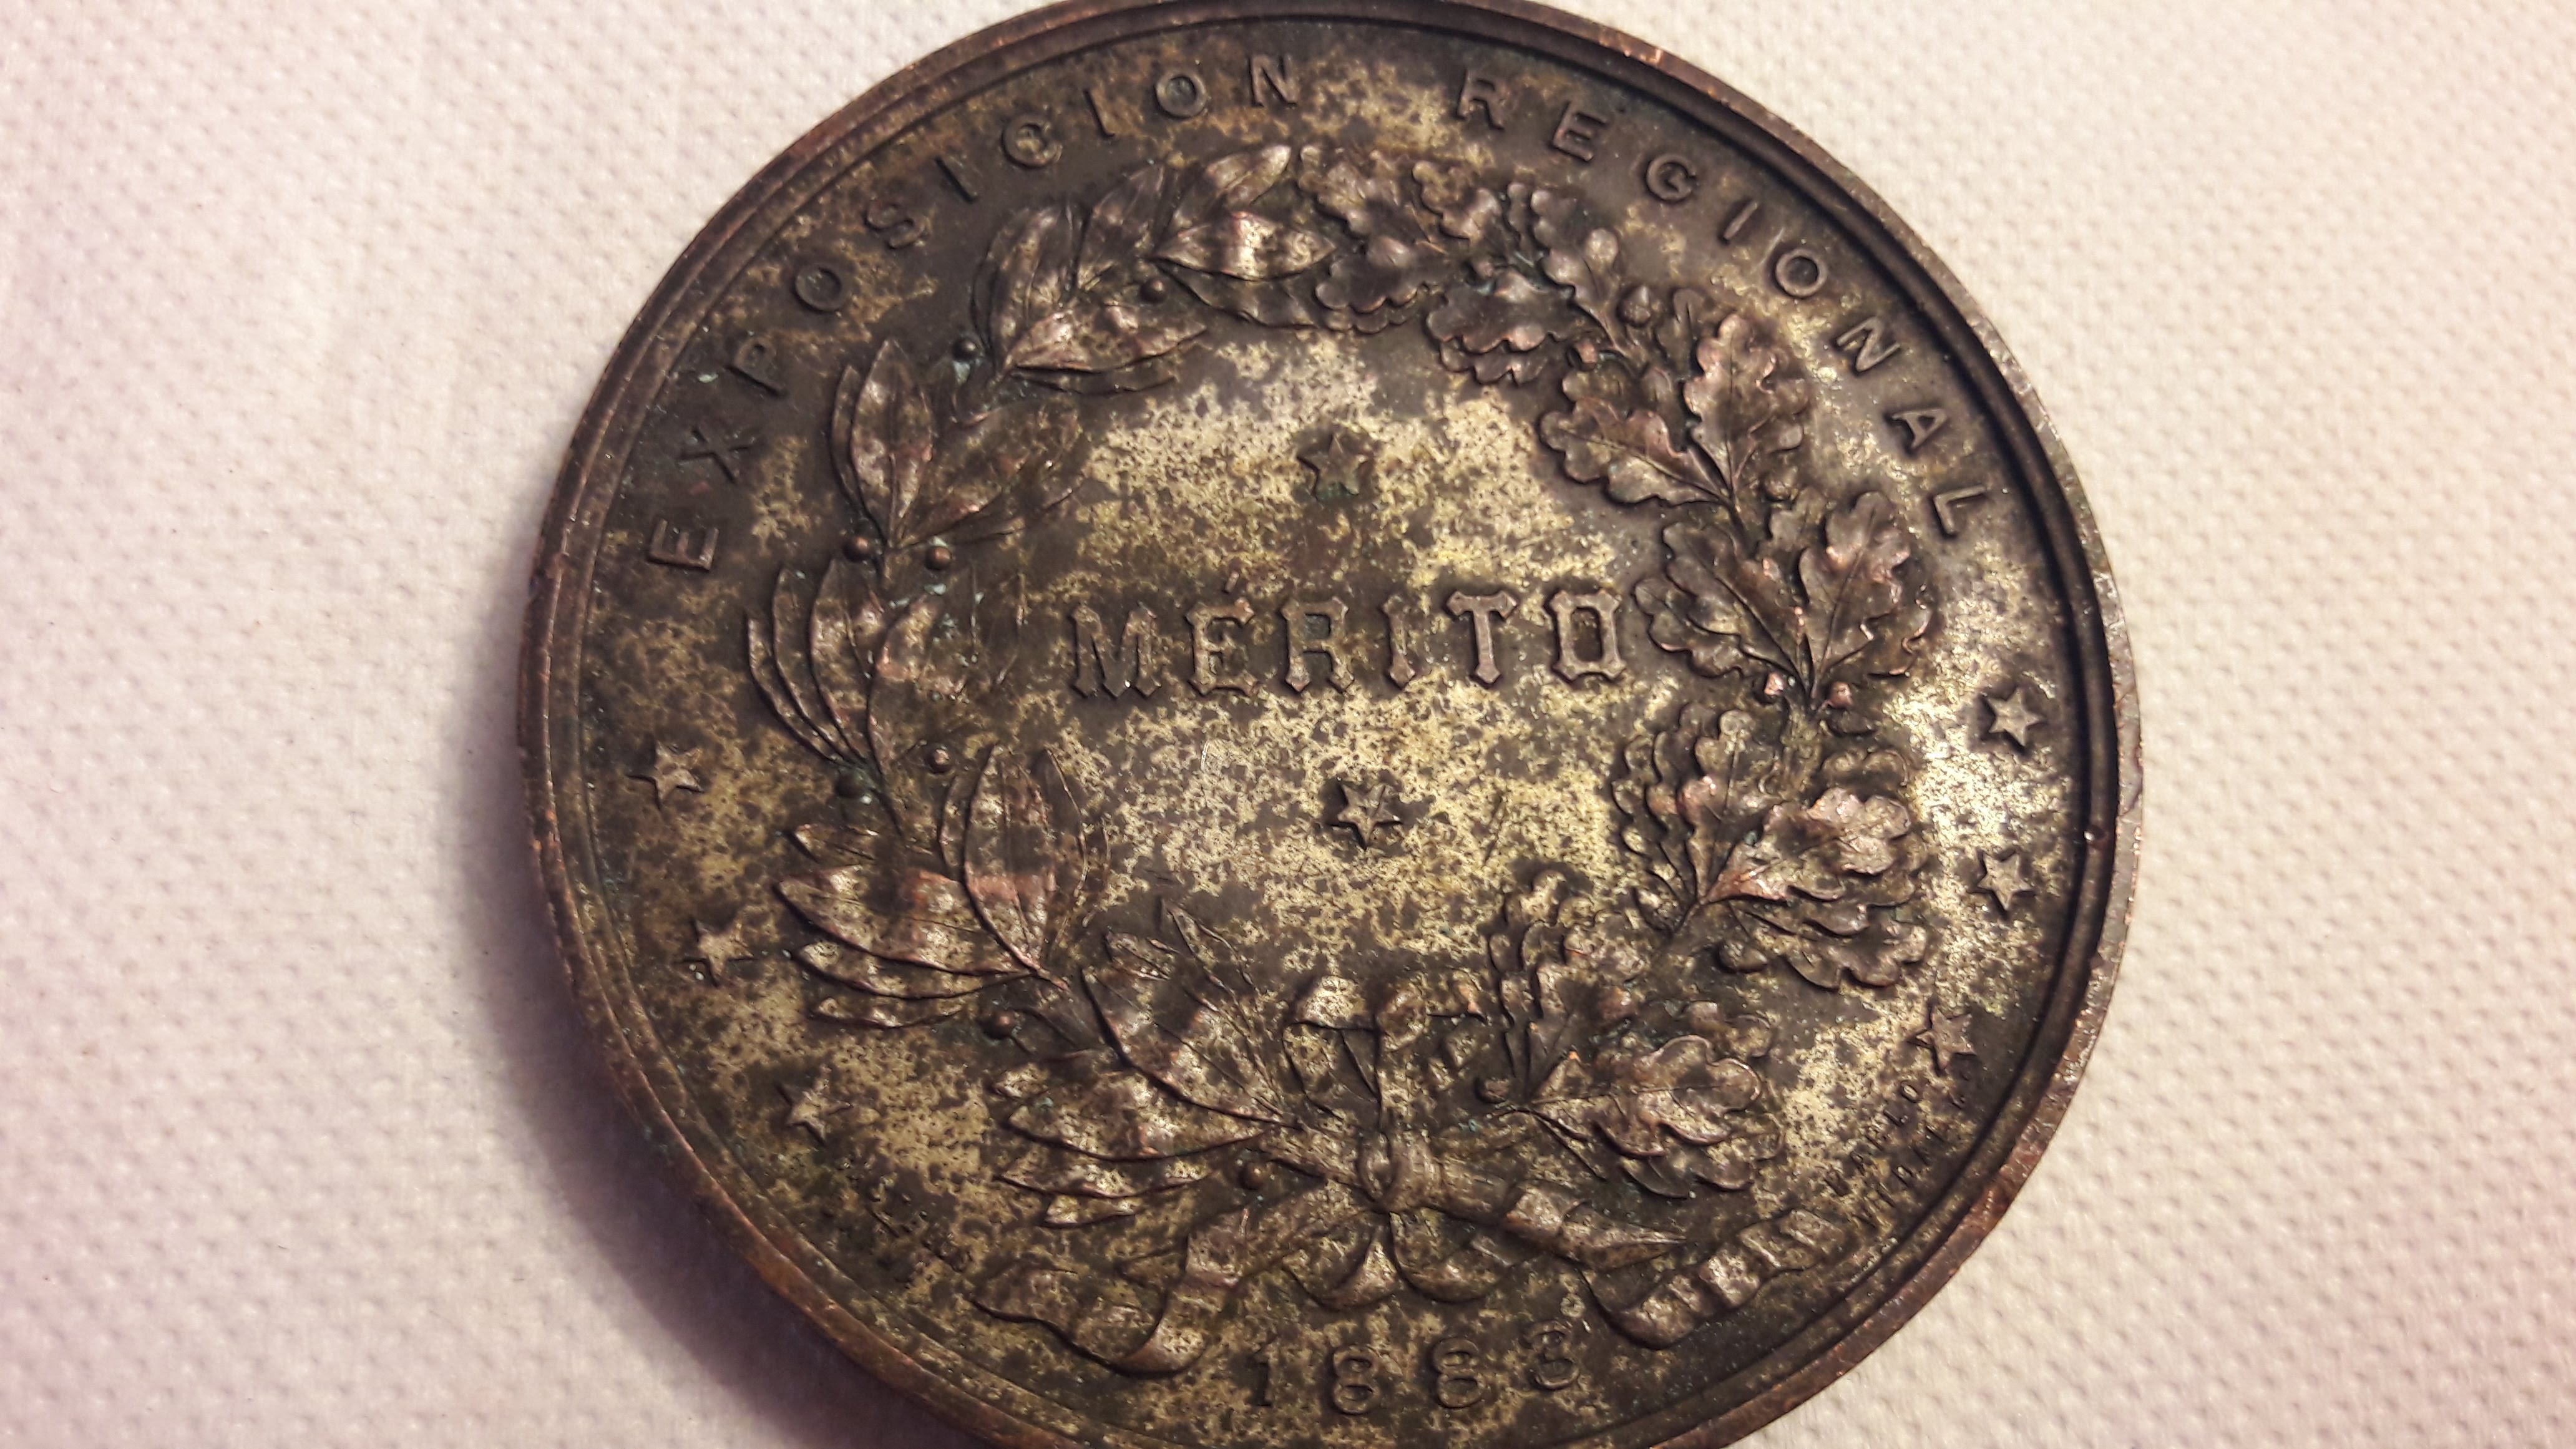 EXPOSICION REGIONAL
MÉRITO
1883